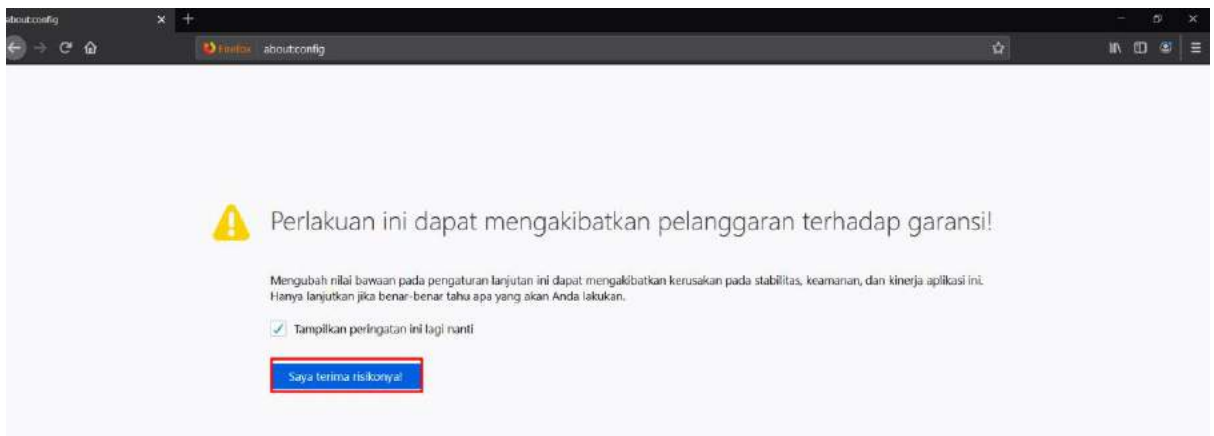 about:config
Firefox about:config
Perlakuan ini dapat mengakibatkan pelanggaran terhadap garansi!
Mengubah nilai bawaan pada pengaturan lanjutan ini dapat mengakibatkan kerusakan pada stabilitas, keamanan, dan kinerja aplikasi ini.
Hanya lanjutkan jika benar-benar tahu apa yang akan Anda lakukan.
Tampilkan peringatan ini lagi nanti
Saya terima risikonya!